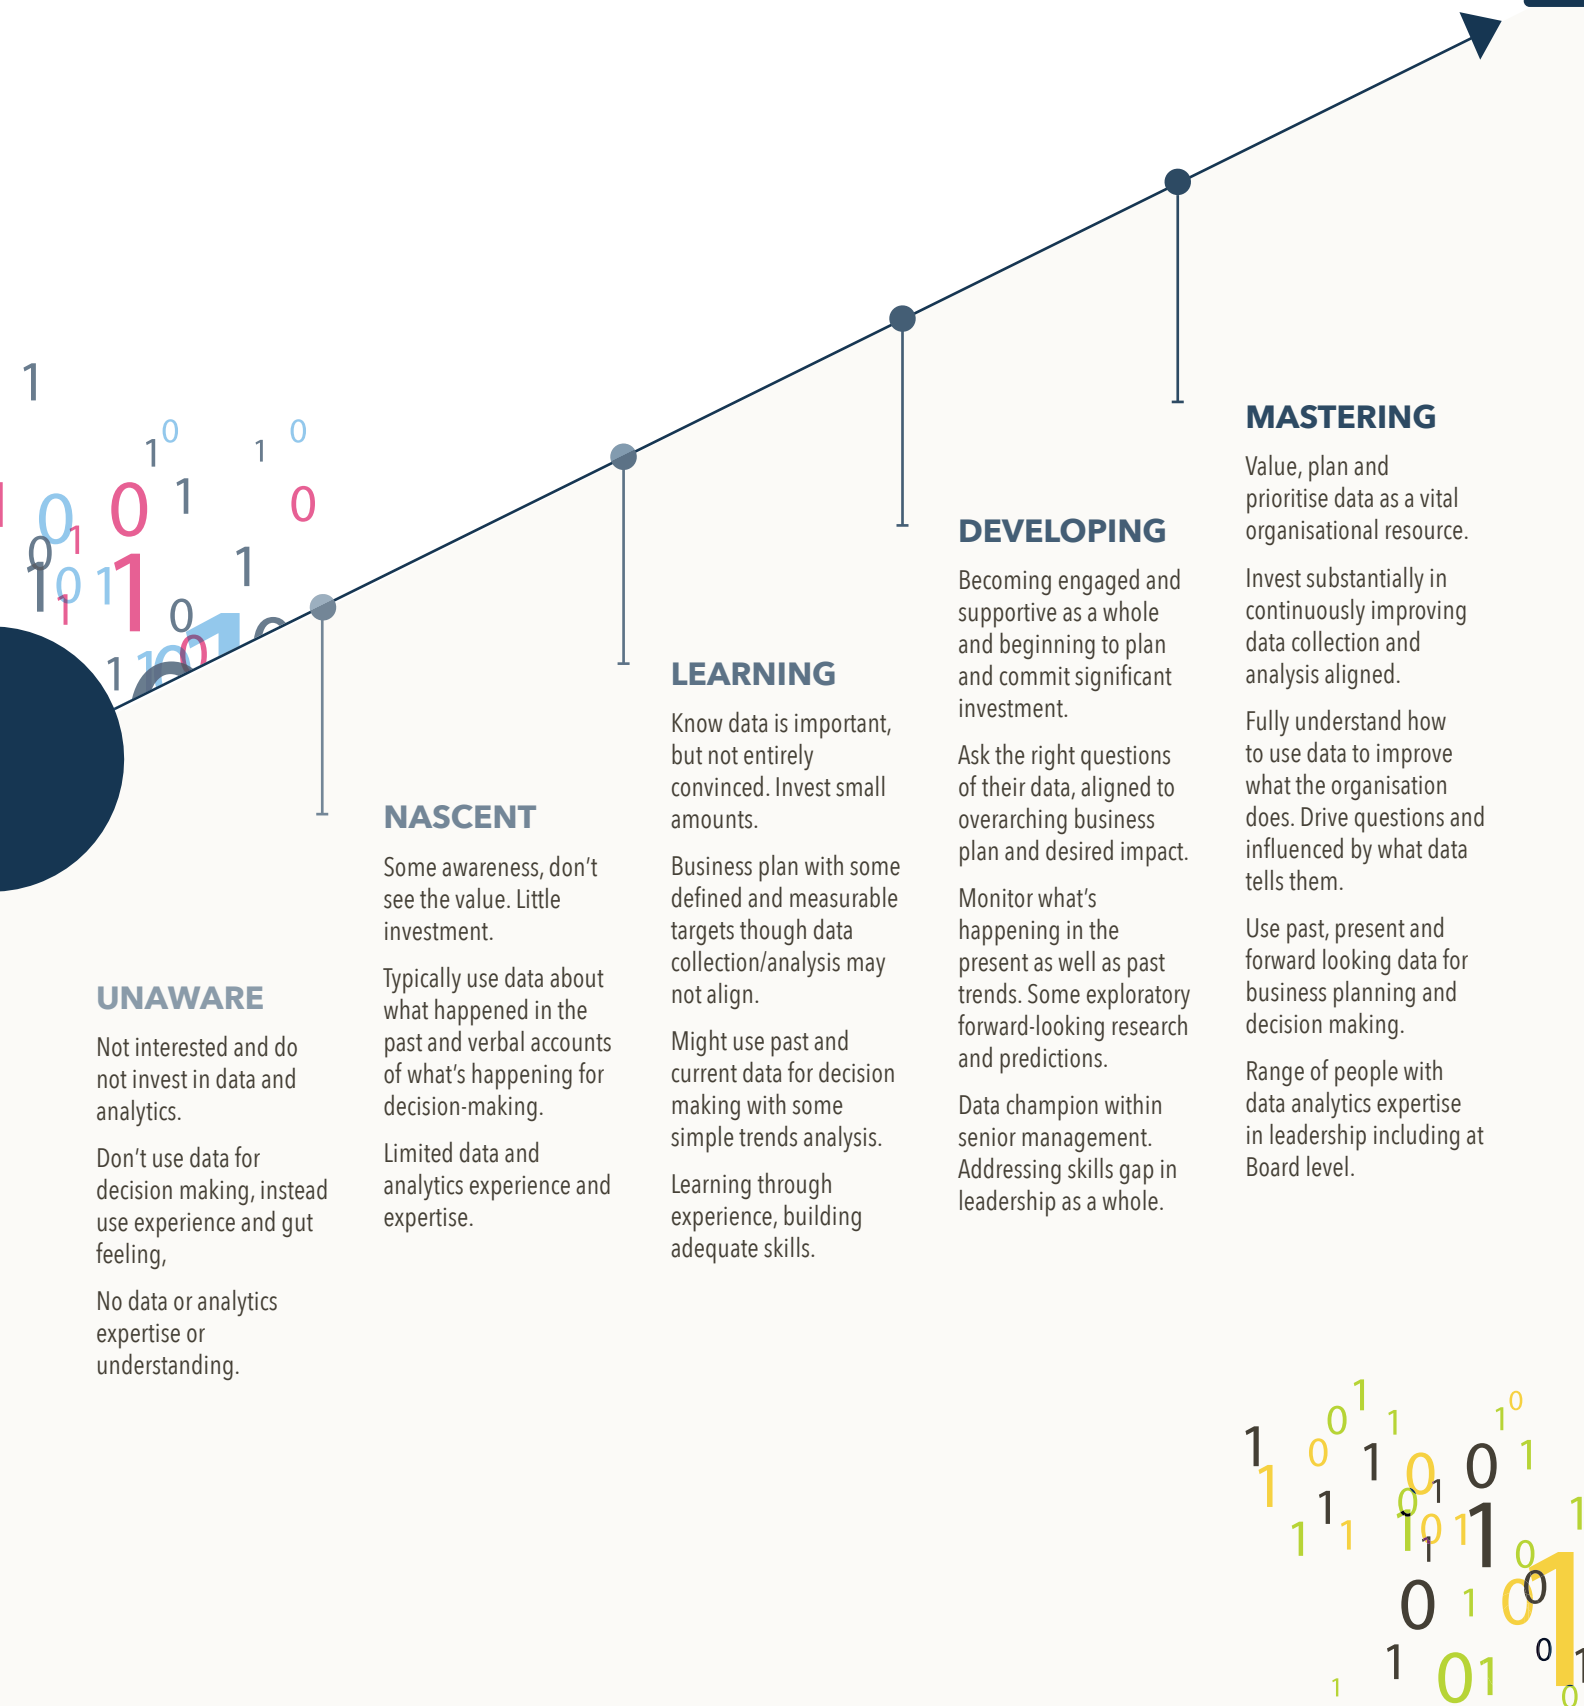 UNAWARE
Not interested and do
not invest in data and
analytics.
Don't use data for
decision making, instead
use experience and gut
feeling,
No data or analytics
expertise or
understanding.
NASCENT
Some awareness, don't
see the value. Little
investment.
Typically use data about
what happened in the
past and verbal accounts
of what's happening for
decision-making.
Limited data and
analytics experience and
expertise.
LEARNING
Know data is important,
but not entirely
convinced. Invest small
amounts.
Business plan with some
defined and measurable
targets though data
collection/analysis may
not align.
Might use past and
current data for decision
making with some
simple trends analysis.
Learning through
experience, building
adequate skills.
DEVELOPING
Becoming engaged and
supportive as a whole
and beginning to plan
and commit significant
investment.
Ask the right questions
of their data, aligned to
overarching business
plan and desired impact.
Monitor what's
happening in the
present as well as past
trends. Some exploratory
forward-looking research
and predictions.
Data champion within
senior management.
Addressing skills gap in
leadership as a whole.
MASTERING
Value, plan and
prioritise data as a vital
organisational resource.
Invest substantially in
continuously improving
data collection and
analysis aligned.
Fully understand how
to use data to improve
what the organisation
does. Drive questions and
influenced by what data
tells them.
Use past, present and
forward looking data for
business planning and
decision making.
Range of people with
data analytics expertise
in leadership including at
Board level.